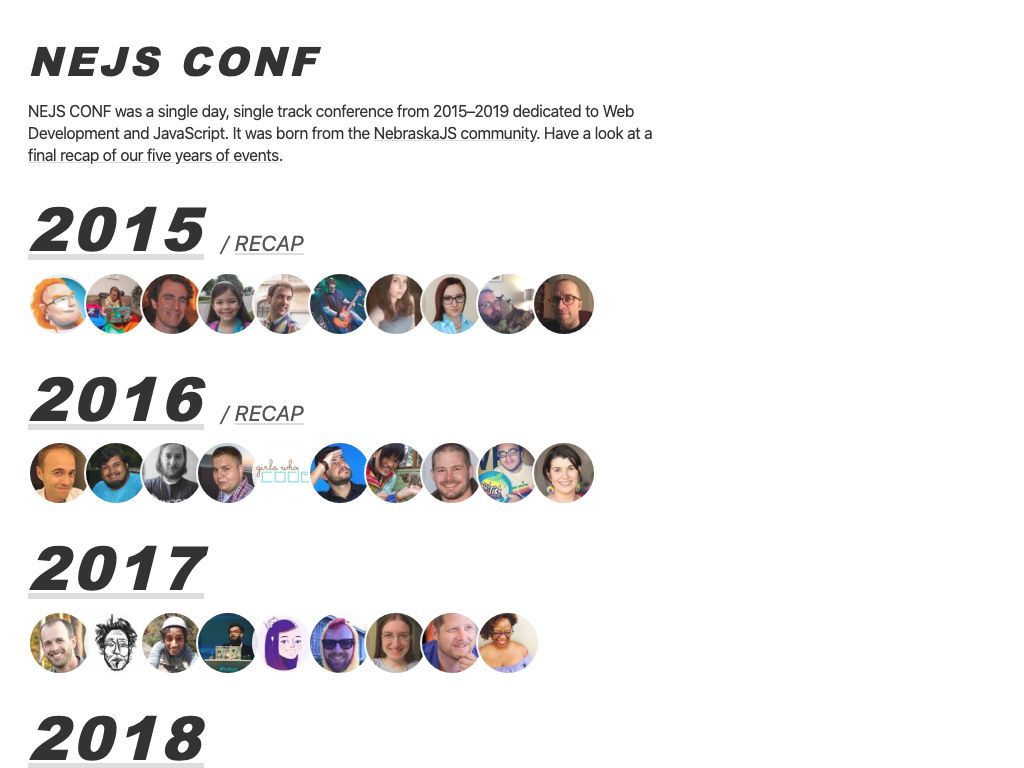 NEJS CONF
NEJS CONF was a single day, single track conference from 2015–2019 dedicated to Web
Development and JavaScript. It was born from the NebraskaJS community. Have a look at a
final recap of our five years of events.
2015 / RECAP
2016 / RECAP
girls who
CODE
2017
2018